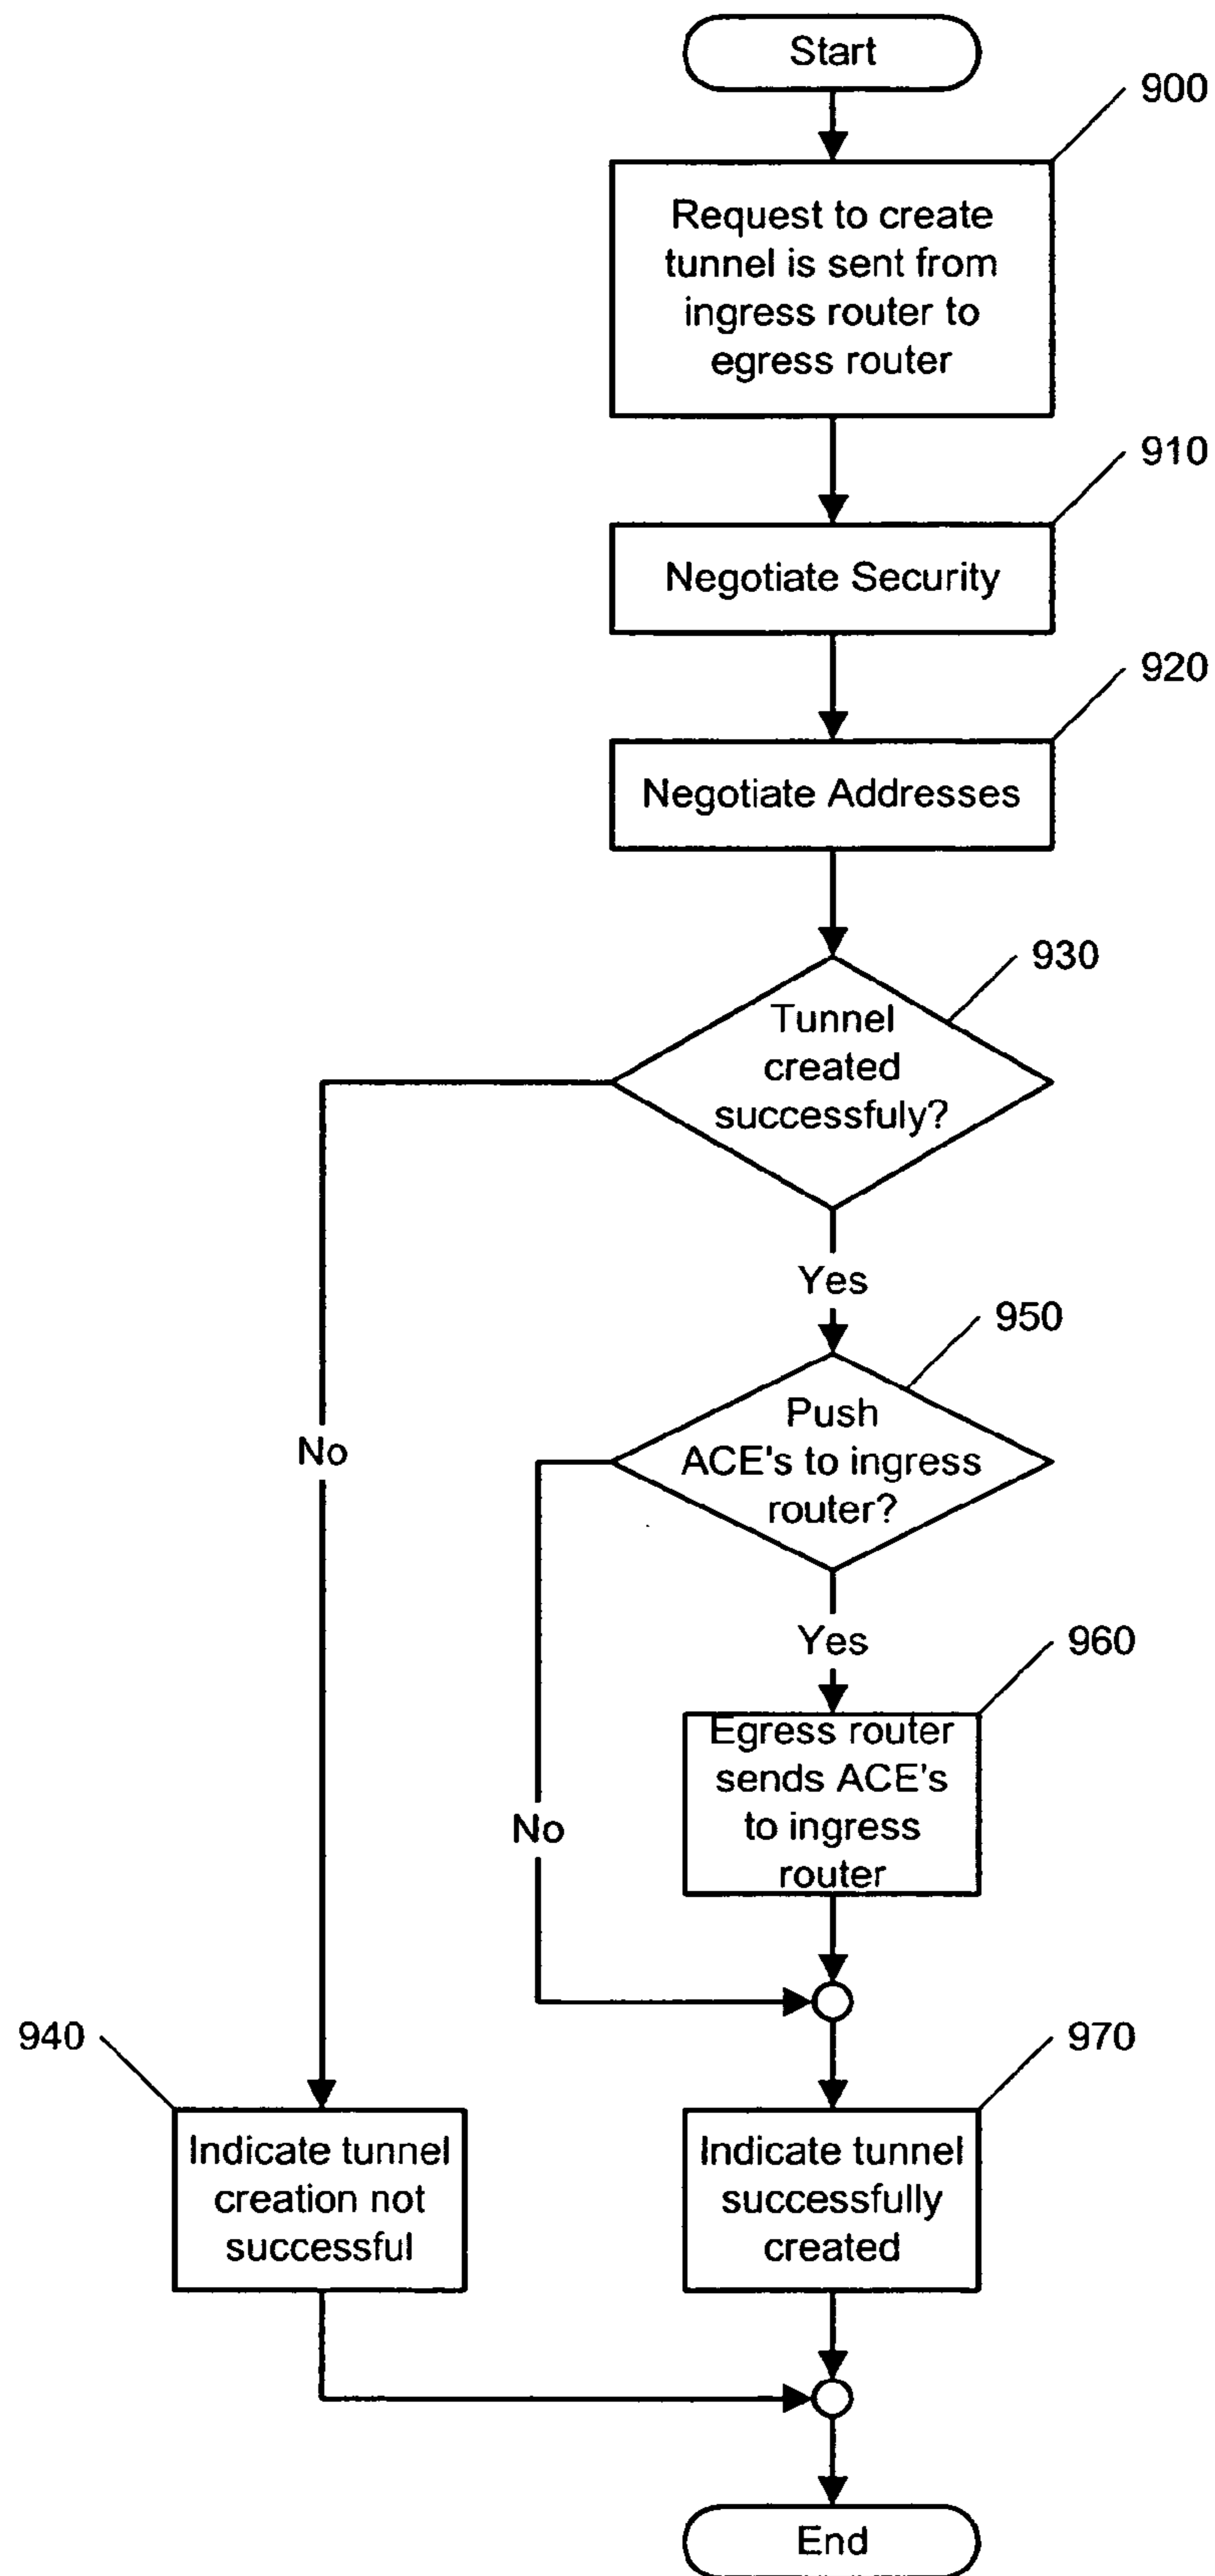 Start
900
Request to create
tunnel is sent from
ingress router to
egress router
910
Negotiate Security
920
Negotiate Addresses
930
Tunnel
created
successfuly?
Yes
950
No
Push
ACE's to ingress
router?
Yes
960
Egress router
sends ACE's
to ingress
router
No
940
970
Indicate tunnel
creation not
successful
Indicate tunnel
successfully
created
End